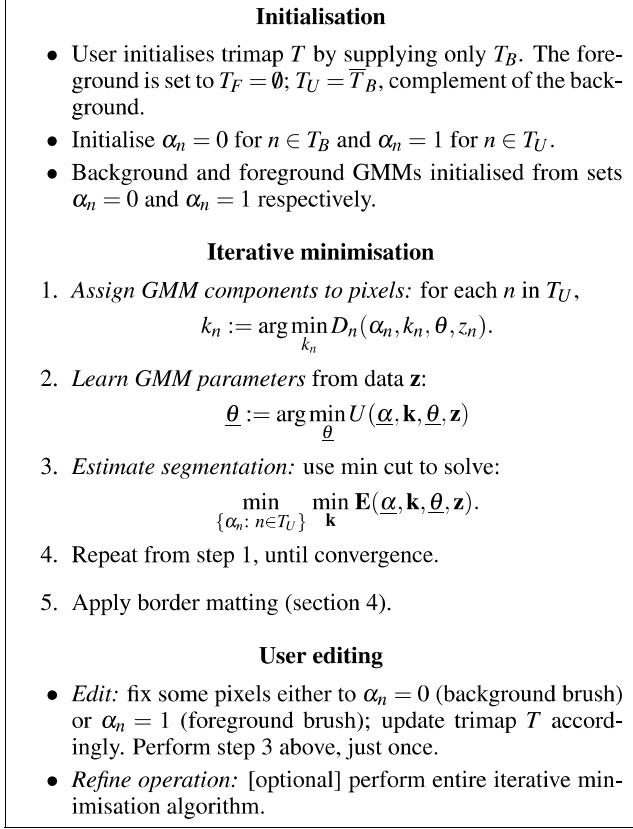 Initialisation
• User initialises trimap T by supplying only T_B. The fore-
ground is set to T_F = ∅; T_U = T̅_B, complement of the back-
ground.
• Initialise α_n = 0 for n ∈ T_B and α_n = 1 for n ∈ T_U.
• Background and foreground GMMs initialised from sets
α_n = 0 and α_n = 1 respectively.
Iterative minimisation
1. Assign GMM components to pixels: for each n in T_U,
k_n := arg min_{k_n} D_n(α_n, k_n, θ, z_n).
2. Learn GMM parameters from data z:
θ̲ := arg min_{θ̲} U(α̲, k, θ̲, z)
3. Estimate segmentation: use min cut to solve:
min_{{α_n: n∈T_U}} min_k E(α̲, k, θ̲, z).
4. Repeat from step 1, until convergence.
5. Apply border matting (section 4).
User editing
• Edit: fix some pixels either to α_n = 0 (background brush)
or α_n = 1 (foreground brush); update trimap T accord-
ingly. Perform step 3 above, just once.
• Refine operation: [optional] perform entire iterative min-
imisation algorithm.